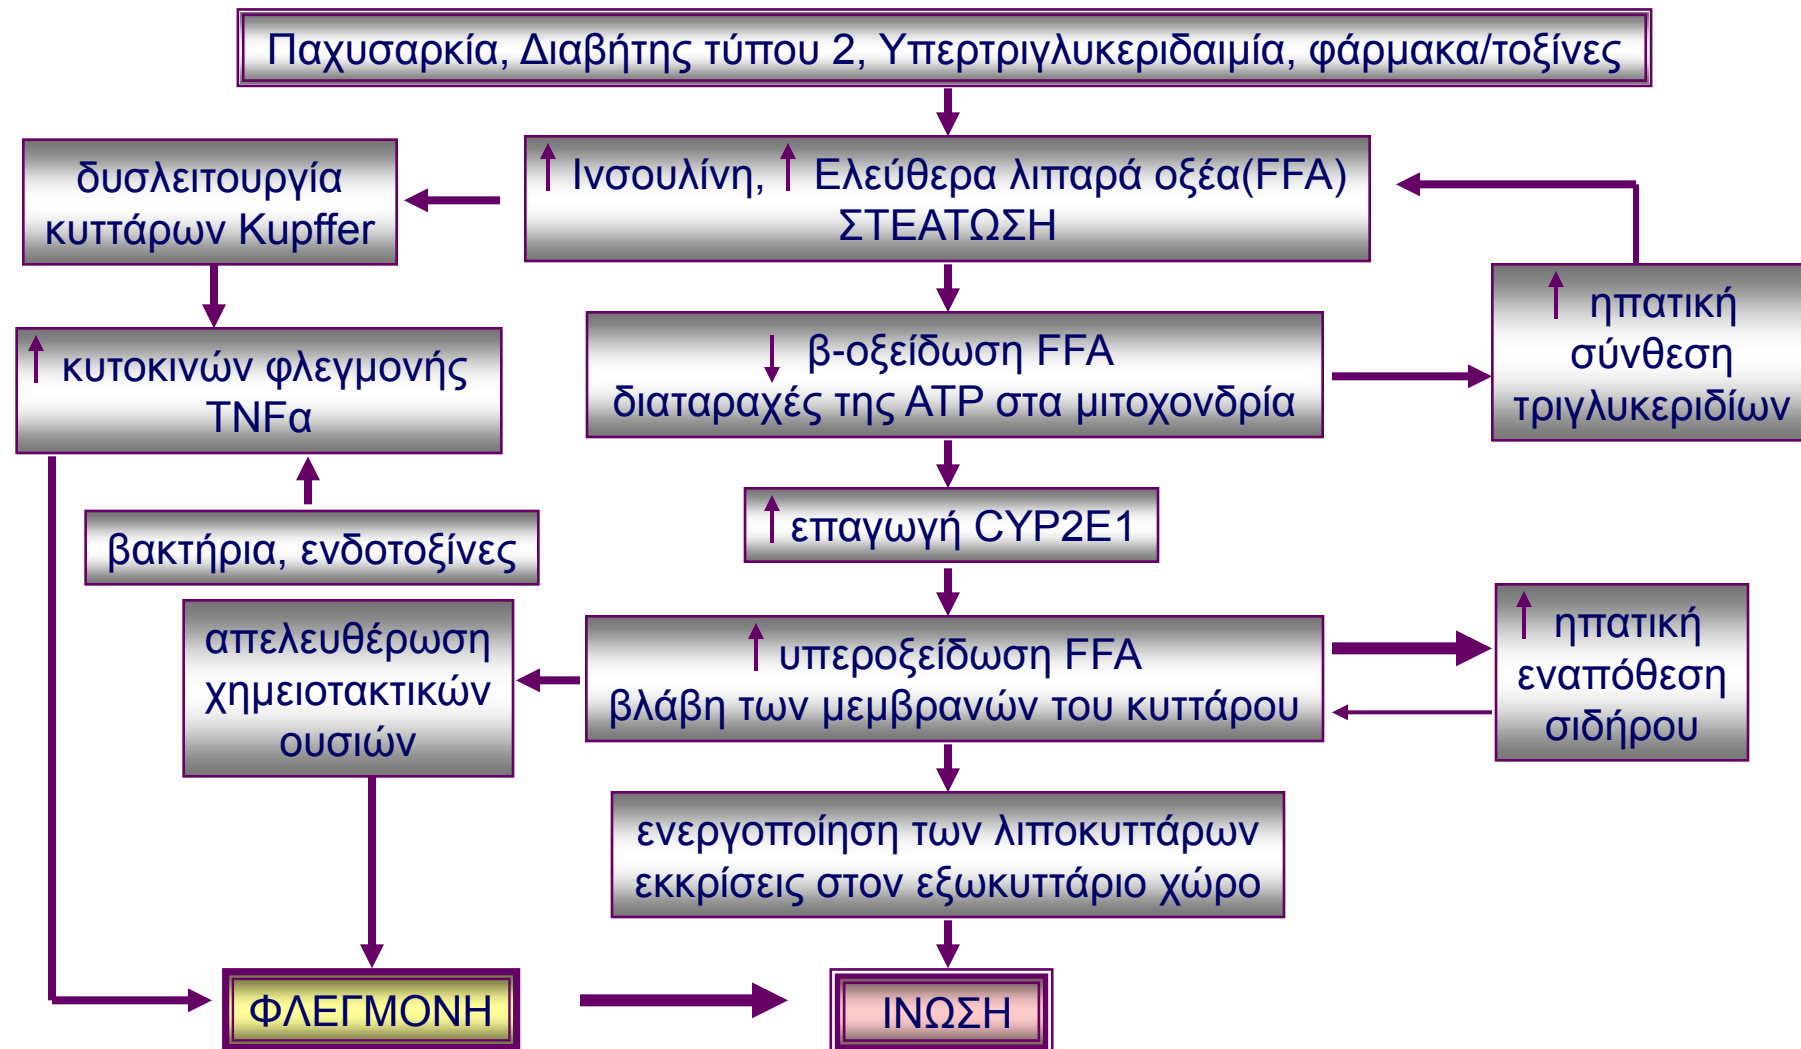 Παχυσαρκία, Διαβήτης τύπου 2, Υπερτριγλυκεριδαιμία, φάρμακα/τοξίνες
↑ Ινσουλίνη, ↑ Ελεύθερα λιπαρά οξέα(FFA)
ΣΤΕΑΤΩΣΗ
δυσλειτουργία
κυττάρων Kupffer
↑ ηπατική
σύνθεση
τριγλυκεριδίων
↓ β-οξείδωση FFA
διαταραχές της ATP στα μιτοχονδρία
↑ κυτοκινών φλεγμονής
TNFα
↑ επαγωγή CYP2E1
βακτήρια, ενδοτοξίνες
απελευθέρωση
χημειοτακτικών
ουσιών
↑ υπεροξείδωση FFA
βλάβη των μεμβρανών του κυττάρου
↑ ηπατική
εναπόθεση
σιδήρου
ενεργοποίηση των λιποκυττάρων
εκκρίσεις στον εξωκυττάριο χώρο
ΦΛΕΓΜΟΝΗ
ΙΝΩΣΗ